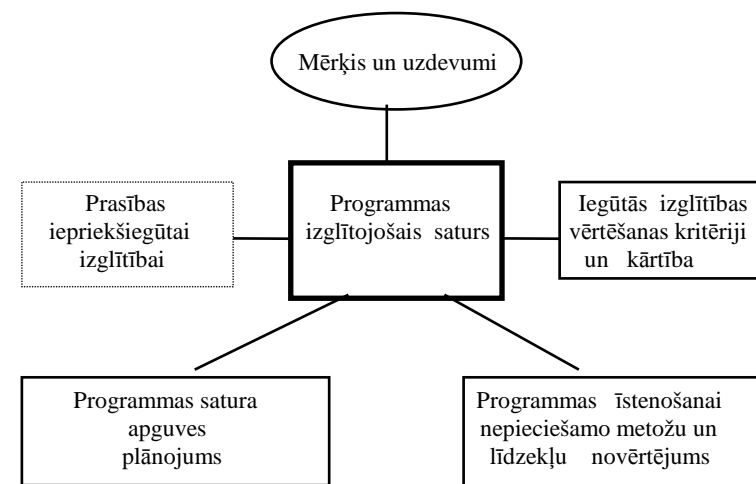 Mērķis un uzdevumi
Prasības
iepriekšiegūtai
izglītībai
Programmas
izglītojošais saturs
Iegūtās izglītības
vērtēšanas kritēriji
un kārtība
Programmas satura
apguves
plānojums
Programmas īstenošanai
nepieciešamo metožu un
līdzekļu novērtējums